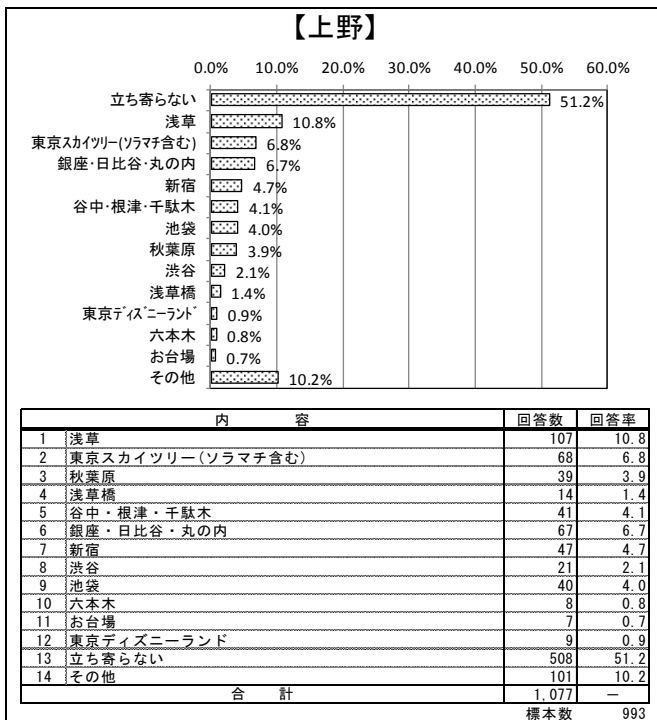 【上野】
0.0% 10.0% 20.0% 30.0% 40.0% 50.0% 60.0%
立ち寄らない 51.2%
浅草 10.8%
東京スカイツリー(ソラマチ含む) 6.8%
銀座・日比谷・丸の内 6.7%
新宿 4.7%
谷中・根津・千駄木 4.1%
池袋 4.0%
秋葉原 3.9%
渋谷 2.1%
浅草橋 1.4%
東京ディズニーランド 0.9%
六本木 0.8%
お台場 0.7%
その他 10.2%
内 容 回答数 回答率
1 浅草 107 10.8
2 東京スカイツリー(ソラマチ含む) 68 6.8
3 秋葉原 39 3.9
4 浅草橋 14 1.4
5 谷中・根津・千駄木 41 4.1
6 銀座・日比谷・丸の内 67 6.7
7 新宿 47 4.7
8 渋谷 21 2.1
9 池袋 40 4.0
10 六本木 8 0.8
11 お台場 7 0.7
12 東京ディズニーランド 9 0.9
13 立ち寄らない 508 51.2
14 その他 101 10.2
合 計 1,077 －
標本数 993